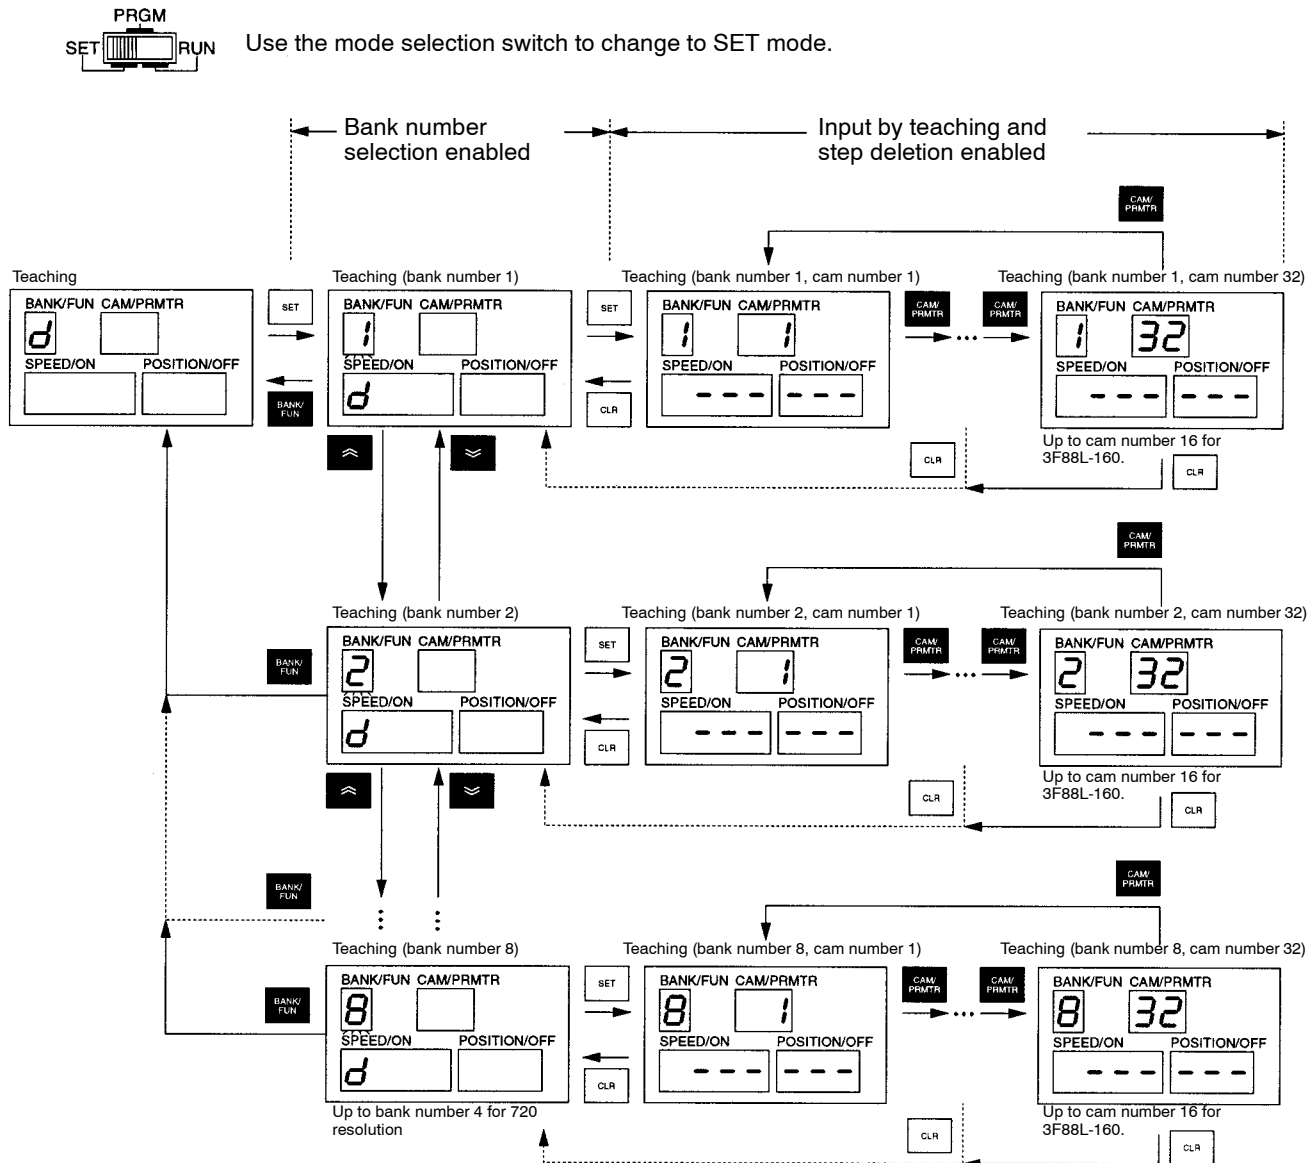 PRGM
SET RUN
Use the mode selection switch to change to SET mode.
Bank number
selection enabled
Input by teaching and
step deletion enabled
CAM/
PRMTR
Teaching
BANK/FUN CAM/PRMTR
d
SPEED/ON POSITION/OFF
SET
BANK/
FUN
Teaching (bank number 1)
BANK/FUN CAM/PRMTR
1
SPEED/ON POSITION/OFF
d
SET
CLR
Teaching (bank number 1, cam number 1)
BANK/FUN CAM/PRMTR
1 1
SPEED/ON POSITION/OFF
--- ---
CAM/
PRMTR
...
CAM/
PRMTR
Teaching (bank number 1, cam number 32)
BANK/FUN CAM/PRMTR
1 32
SPEED/ON POSITION/OFF
--- ---
Up to cam number 16 for
3F88L-160.
CLR
CLR
CAM/
PRMTR
BANK/
FUN
Teaching (bank number 2)
BANK/FUN CAM/PRMTR
2
SPEED/ON POSITION/OFF
d
SET
CLR
Teaching (bank number 2, cam number 1)
BANK/FUN CAM/PRMTR
2 1
SPEED/ON POSITION/OFF
--- ---
CAM/
PRMTR
...
CAM/
PRMTR
Teaching (bank number 2, cam number 32)
BANK/FUN CAM/PRMTR
2 32
SPEED/ON POSITION/OFF
--- ---
Up to cam number 16 for
3F88L-160.
CLR
CLR
CAM/
PRMTR
BANK/
FUN
BANK/
FUN
Teaching (bank number 8)
BANK/FUN CAM/PRMTR
8
SPEED/ON POSITION/OFF
d
Up to bank number 4 for 720
resolution
SET
CLR
Teaching (bank number 8, cam number 1)
BANK/FUN CAM/PRMTR
8 1
SPEED/ON POSITION/OFF
--- ---
CAM/
PRMTR
...
CAM/
PRMTR
Teaching (bank number 8, cam number 32)
BANK/FUN CAM/PRMTR
8 32
SPEED/ON POSITION/OFF
--- ---
Up to cam number 16 for
3F88L-160.
CLR
CLR